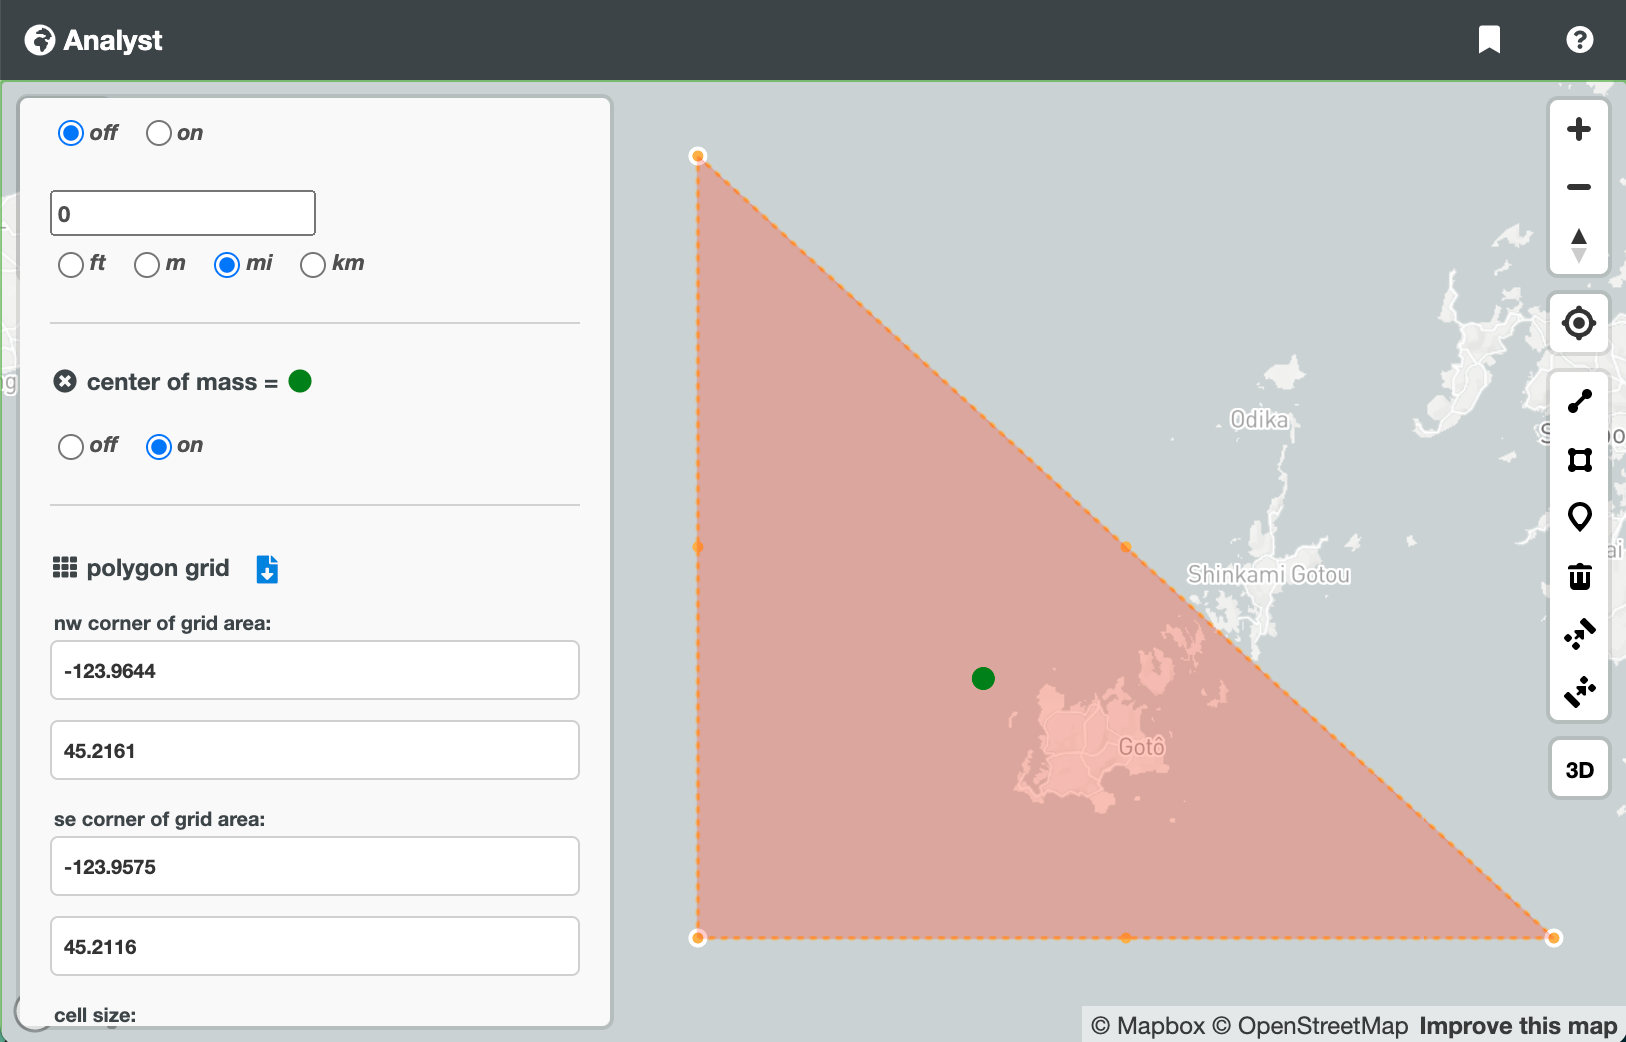 Analyst
off on
0
ft m mi km
center of mass =
off on
polygon grid
nw corner of grid area:
-123.9644
45.2161
se corner of grid area:
-123.9575
45.2116
cell size:
Odika
Shinkami Gotou
Gotô
3D
© Mapbox © OpenStreetMap Improve this map